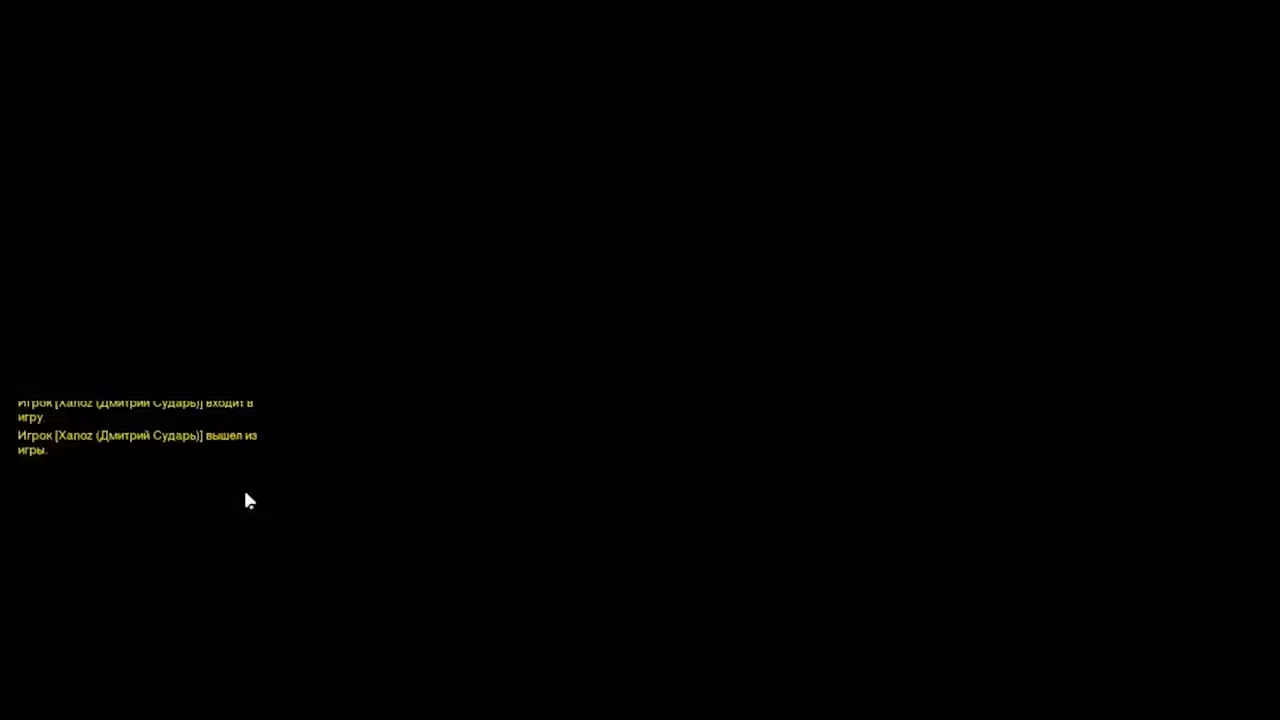 Игрок [Xanoz (Дмитрий Сударь)] входит в
игру.
Игрок [Xanoz (Дмитрий Сударь)] вышел из
игры.